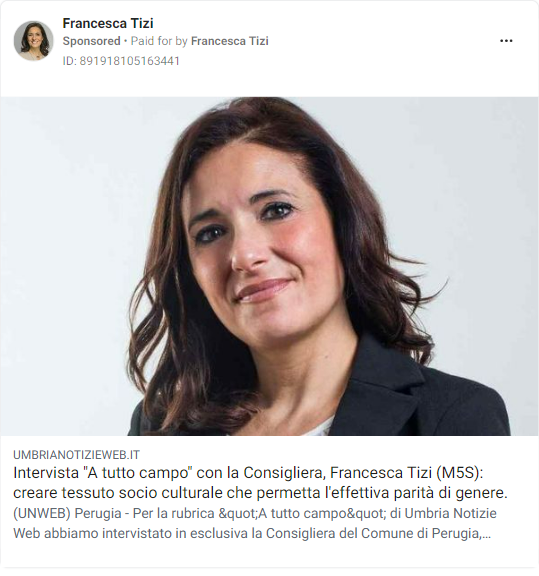 Francesca Tizi
Sponsored • Paid for by Francesca Tizi
ID: 891918105163441
UMBRIANOTIZIEWEB.IT
Intervista "A tutto campo" con la Consigliera, Francesca Tizi (M5S):
creare tessuto socio culturale che permetta l'effettiva parità di genere.
(UNWEB) Perugia - Per la rubrica &quot;A tutto campo&quot; di Umbria Notizie
Web abbiamo intervistato in esclusiva la Consigliera del Comune di Perugia,...